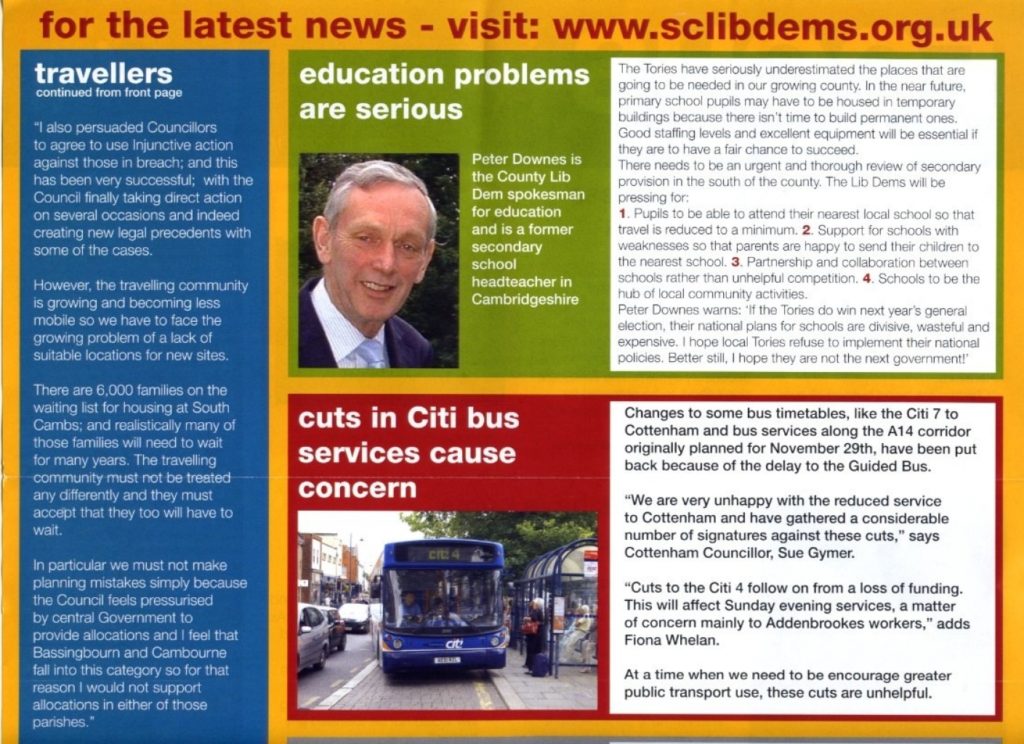 for the latest news - visit: www.sclibdems.org.uk
travellers
continued from front page
"I also persuaded Councillors
to agree to use Injunctive action
against those in breach; and this
has been very successful; with the
Council finally taking direct action
on several occasions and indeed
creating new legal precedents with
some of the cases.
However, the travelling community
is growing and becoming less
mobile so we have to face the
growing problem of a lack of
suitable locations for new sites.
There are 6,000 families on the
waiting list for housing at South
Cambs; and realistically many of
those families will need to wait
for many years. The travelling
community must not be treated
any differently and they must
accept that they too will have to
wait.
In particular we must not make
planning mistakes simply because
the Council feels pressurised
by central Government to
provide allocations and I feel that
Bassingbourn and Cambourne
fall into this category so for that
reason I would not support
allocations in either of those
parishes."
education problems
are serious
Peter Downes is
the County Lib
Dem spokesman
for education
and is a former
secondary
school
headteacher in
Cambridgeshire
The Tories have seriously underestimated the places that are
going to be needed in our growing county. In the near future,
primary school pupils may have to be housed in temporary
buildings because there isn't time to build permanent ones.
Good staffing levels and excellent equipment will be essential if
they are to have a fair chance to succeed.
There needs to be an urgent and thorough review of secondary
provision in the south of the county. The Lib Dems will be
pressing for:
1. Pupils to be able to attend their nearest local school so that
travel is reduced to a minimum. 2. Support for schools with
weaknesses so that parents are happy to send their children to
the nearest school. 3. Partnership and collaboration between
schools rather than unhelpful competition. 4. Schools to be the
hub of local community activities.
Peter Downes warns: 'If the Tories do win next year's general
election, their national plans for schools are divisive, wasteful and
expensive. I hope local Tories refuse to implement their national
policies. Better still, I hope they are not the next government!'
cuts in Citi bus
services cause
concern
citi 4
citi
Changes to some bus timetables, like the Citi 7 to
Cottenham and bus services along the A14 corridor
originally planned for November 29th, have been put
back because of the delay to the Guided Bus.
"We are very unhappy with the reduced service
to Cottenham and have gathered a considerable
number of signatures against these cuts," says
Cottenham Councillor, Sue Gymer.
"Cuts to the Citi 4 follow on from a loss of funding.
This will affect Sunday evening services, a matter
of concern mainly to Addenbrookes workers," adds
Fiona Whelan.
At a time when we need to be encourage greater
public transport use, these cuts are unhelpful.